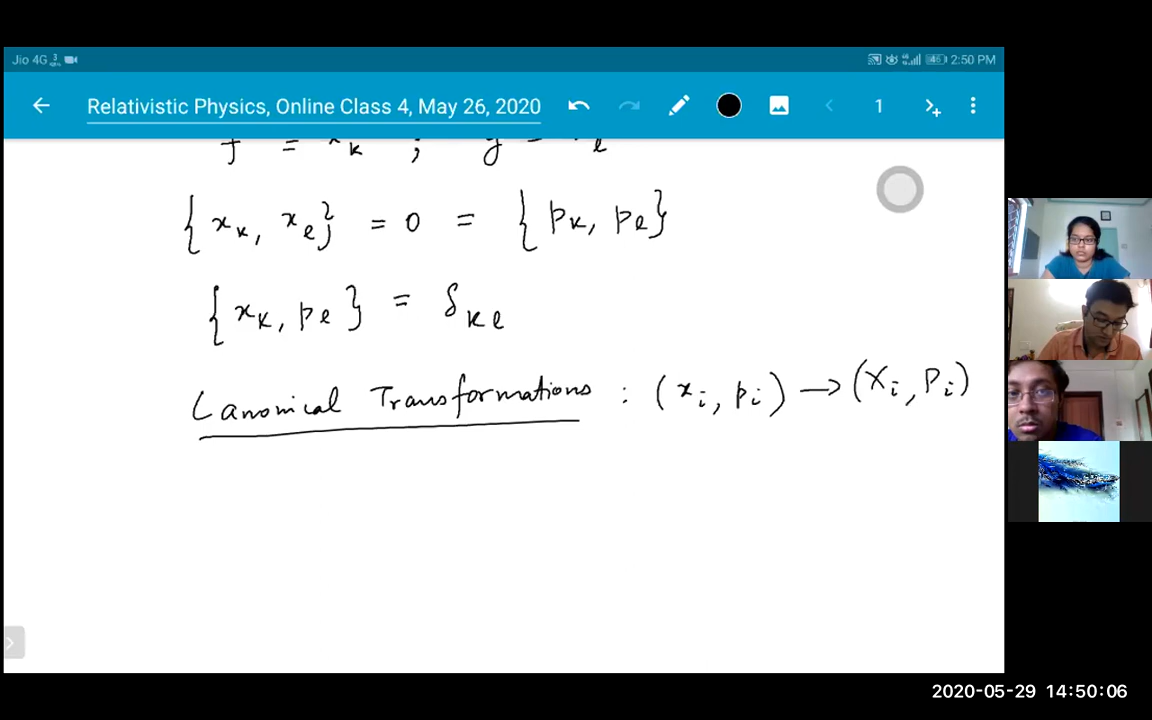 Jio 4G 2:50 PM
Relativistic Physics, Online Class 4, May 26, 2020 1
{x_k, x_l} = 0 = {p_k, p_l}
{x_k, p_l} = δ_kl
Canonical Transformations : (x_i, p_i) → (X_i, P_i)
2020-05-29 14:50:06